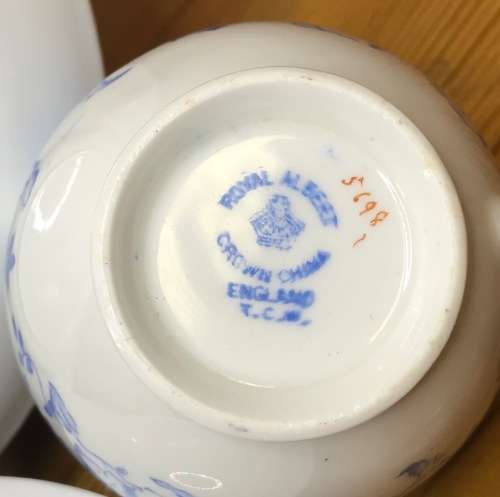 ROYAL ALBERT
CROWN CHINA
ENGLAND
T.C.W.
5698